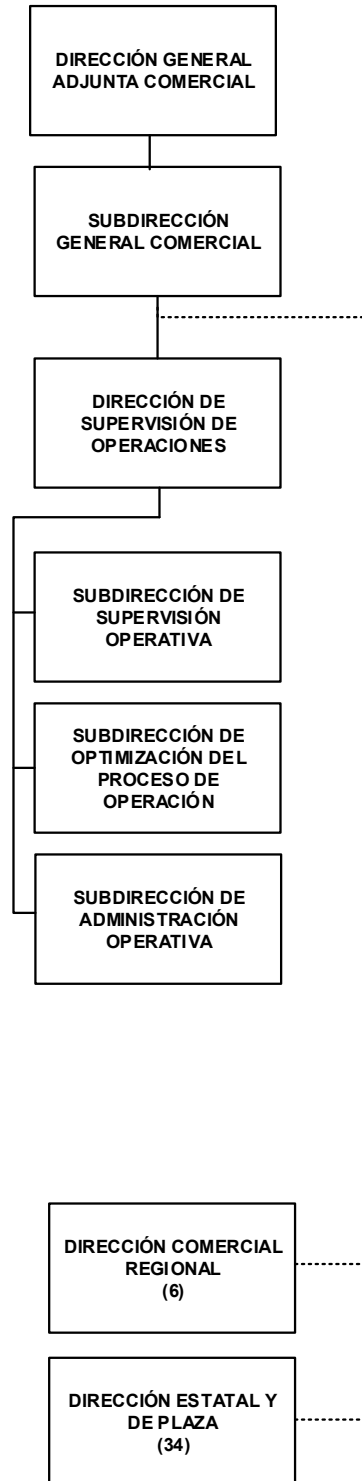 DIRECCIÓN GENERAL
ADJUNTA COMERCIAL
SUBDIRECCIÓN
GENERAL COMERCIAL
DIRECCIÓN DE
SUPERVISIÓN DE
OPERACIONES
SUBDIRECCIÓN DE
SUPERVISIÓN
OPERATIVA
SUBDIRECCIÓN DE
OPTIMIZACIÓN DEL
PROCESO DE
OPERACIÓN
SUBDIRECCIÓN DE
ADMINISTRACIÓN
OPERATIVA
DIRECCIÓN COMERCIAL
REGIONAL
(6)
DIRECCIÓN ESTATAL Y
DE PLAZA
(34)